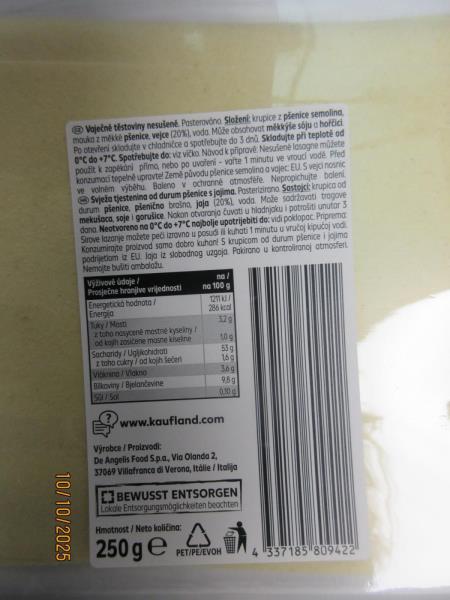 CZ Vaječné těstoviny nesušené. Pasterováno. Složení: krupice z pšenice semolina,
mouka z měkké pšenice, vejce (20%), voda. Může obsahovat měkkýše sóju a hořčici.
Po otevření skladujte v chladničce a spotřebujte do 3 dnů. Skladujte při teplotě od
0°C do +7°C. Spotřebujte do: viz víčko. Návod k přípravě: Nesušené lasagne můžete
použít k zapékání přímo, nebo po uvaření - vařte 1 minutu ve vroucí vodě. Před
konzumací tepelně upravte! Země původu pšenice semolina a vajec: EU. S vejci nosnic
ve volném výběhu. Baleno v ochranné atmosféře. Nepropichujte balení.
HR Svježa tjestenina od durum pšenice s jajima. Pasterizirano. Sastojci: krupica od
durum pšenice, pšenično brašno, jaja (20%), voda. Može sadržavati tragove
mekušaca, soje i gorušice. Nakon otvaranja čuvati u hladnjaku i potrošiti unutar 3
dana. Neotvoreno na 0°C do +7°C najbolje upotrijebiti do: vidi poklopac. Priprema:
Sirove lazanje možete peći izravno u posudi ili kuhati 1 minutu u vrućoj kipućoj vodi.
Konzumirajte proizvod samo dobro kuhan! S krupicom od durum pšenice i jajima
podrijetlom iz EU. Jaja iz slobodnog uzgoja. Pakirano u kontroliranoj atmosferi.
Nemojte bušiti ambalažu.
Výživové údaje / na /
Prosječne hranjive vrijednosti na 100 g
Energetická hodnota / 1211 kJ /
Energija 286 kcal
Tuky / Masti 3,2 g
z toho nasycené mastné kyseliny /
od kojih zasićene masne kiseline 1,0 g
Sacharidy / Ugljikohidrati 53 g
z toho cukry / od kojih šećeri 1,6 g
Vláknina / Vlakna 3,6 g
Bílkoviny / Bjelančevine 9,8 g
Sůl / Sol 0,10 g
www.kaufland.com
Výrobce / Proizvodi:
De Angelis Food S.p.a., Via Olanda 2,
37069 Villafranca di Verona, Itálie / Italija
BEWUSST ENTSORGEN
Lokale Entsorgungsmöglichkeiten beachten
Hmotnost / Neto količina:
250 g e
PET/PE/EVOH
4 337185 809422
10/10/2025